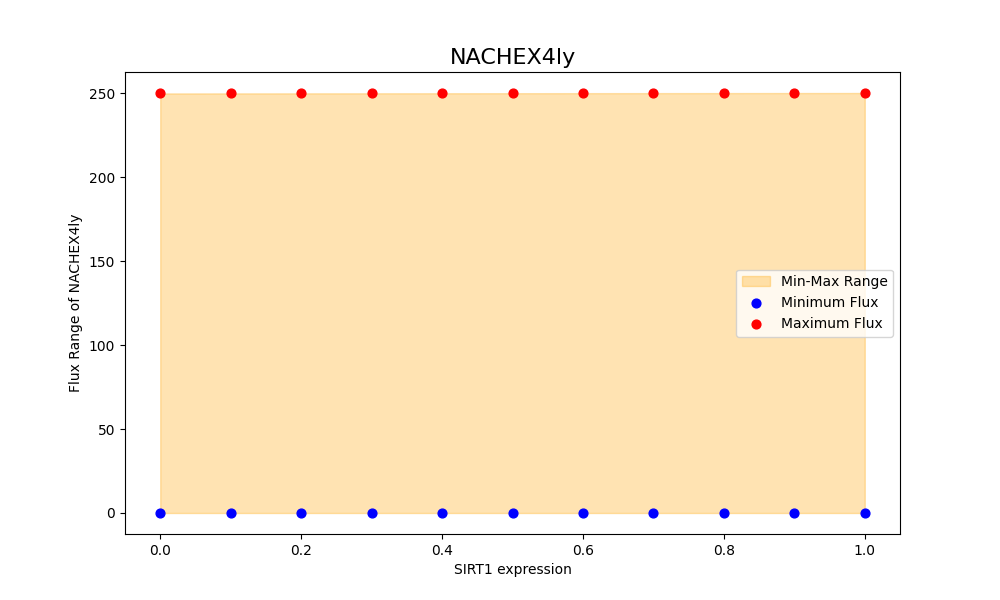 NACHEX4ly
Flux Range of NACHEX4ly
250
200
150
100
50
0
Min-Max Range
Minimum Flux
Maximum Flux
0.0
0.2
0.4
0.6
0.8
1.0
SIRT1 expression